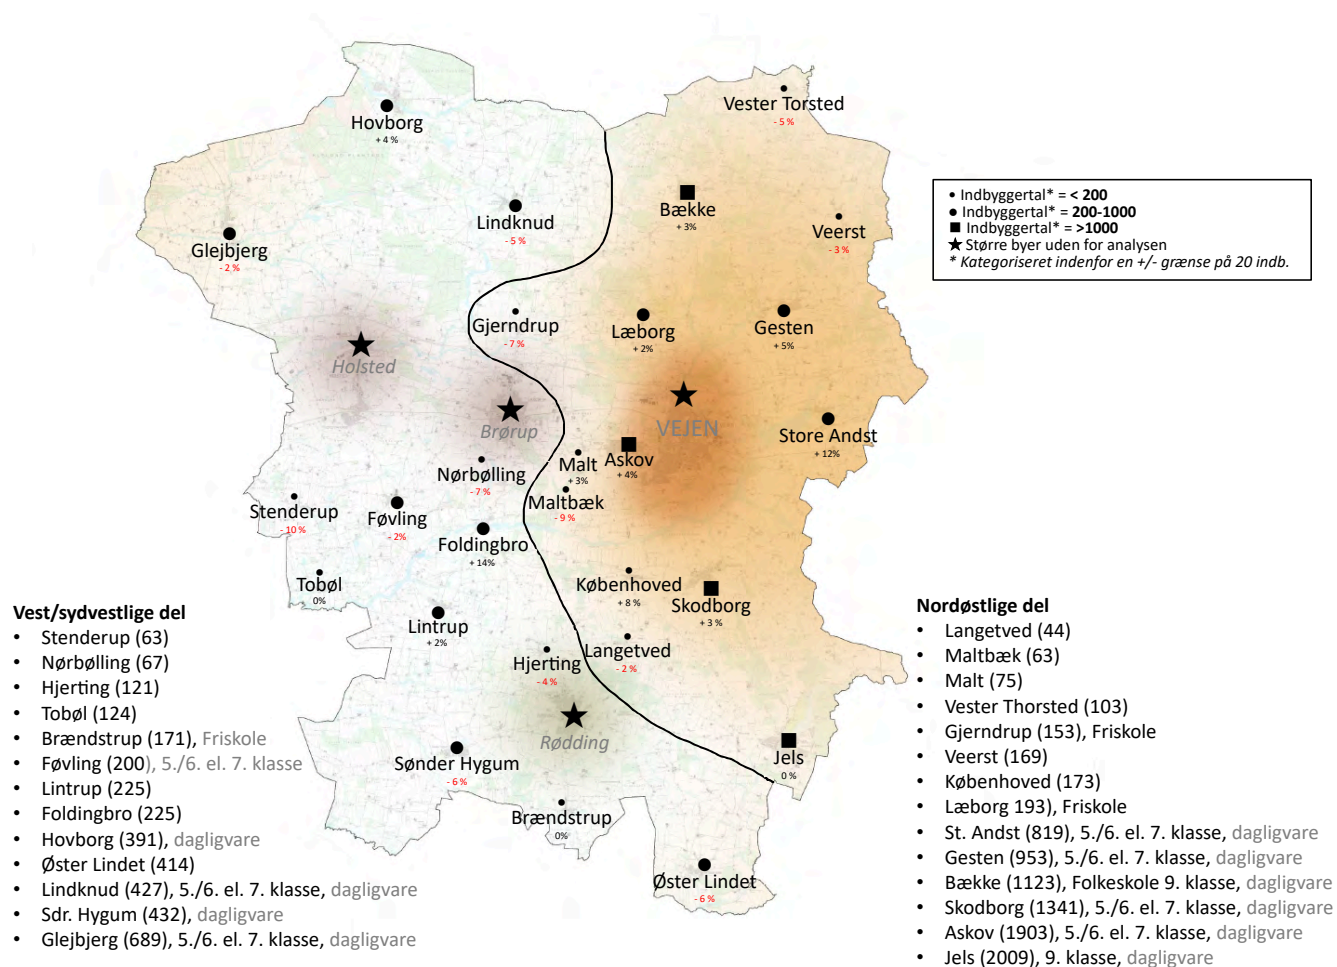 Hovborg
+ 4 %
Vester Torsted
- 5 %
Lindknud
- 5 %
Bække
+ 3%
Veerst
- 3 %
Glejbjerg
- 2 %
• Indbyggertal* = < 200
● Indbyggertal* = 200-1000
■ Indbyggertal* = >1000
★ Større byer uden for analysen
* Kategoriseret indenfor en +/- grænse på 20 indb.
Gjerndrup
- 7 %
Læborg
+ 2%
Gesten
+ 5%
Holsted
Brørup
VEJEN
Store Andst
+ 12%
Askov
+ 4%
Malt
+ 3%
Nørbølling
- 7 %
Maltbæk
- 9 %
Stenderup
- 10 %
Føvling
- 2%
Foldingbro
+ 14%
Tobøl
0%
Københoved
+ 8 %
Skodborg
+ 3 %
Lintrup
+ 2%
Hjerting
- 4 %
Langetved
- 2 %
Rødding
Sønder Hygum
- 6 %
Jels
0 %
Brændstrup
0%
Øster Lindet
- 6 %
Vest/sydvestlige del
• Stenderup (63)
• Nørbølling (67)
• Hjerting (121)
• Tobøl (124)
• Brændstrup (171), Friskole
• Føvling (200), 5./6. el. 7. klasse
• Lintrup (225)
• Foldingbro (225)
• Hovborg (391), dagligvare
• Øster Lindet (414)
• Lindknud (427), 5./6. el. 7. klasse, dagligvare
• Sdr. Hygum (432), dagligvare
• Glejbjerg (689), 5./6. el. 7. klasse, dagligvare
Nordøstlige del
• Langetved (44)
• Maltbæk (63)
• Malt (75)
• Vester Thorsted (103)
• Gjerndrup (153), Friskole
• Veerst (169)
• Københoved (173)
• Læborg 193), Friskole
• St. Andst (819), 5./6. el. 7. klasse, dagligvare
• Gesten (953), 5./6. el. 7. klasse, dagligvare
• Bække (1123), Folkeskole 9. klasse, dagligvare
• Skodborg (1341), 5./6. el. 7. klasse, dagligvare
• Askov (1903), 5./6. el. 7. klasse, dagligvare
• Jels (2009), 9. klasse, dagligvare